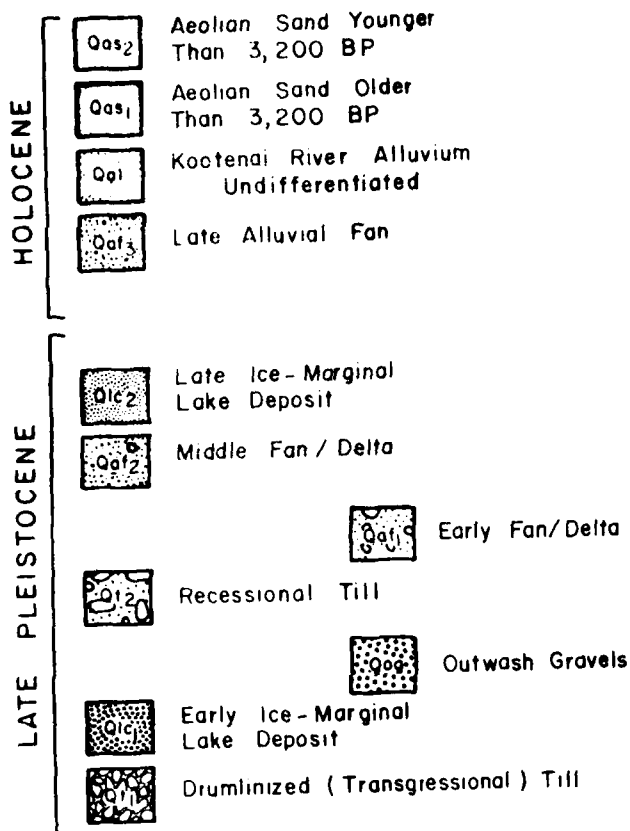 HOLOCENE
Qas2 Aeolian Sand Younger
Than 3,200 BP
Qas1 Aeolian Sand Older
Than 3,200 BP
Qal Kootenai River Alluvium
Undifferentiated
Qaf3 Late Alluvial Fan
LATE PLEISTOCENE
Qlc2 Late Ice-Marginal
Lake Deposit
Qaf2 Middle Fan / Delta
Qaf1 Early Fan/Delta
Qt2 Recessional Till
Qog Outwash Gravels
Qlc1 Early Ice-Marginal
Lake Deposit
Qt1 Drumlinized (Transgressional) Till